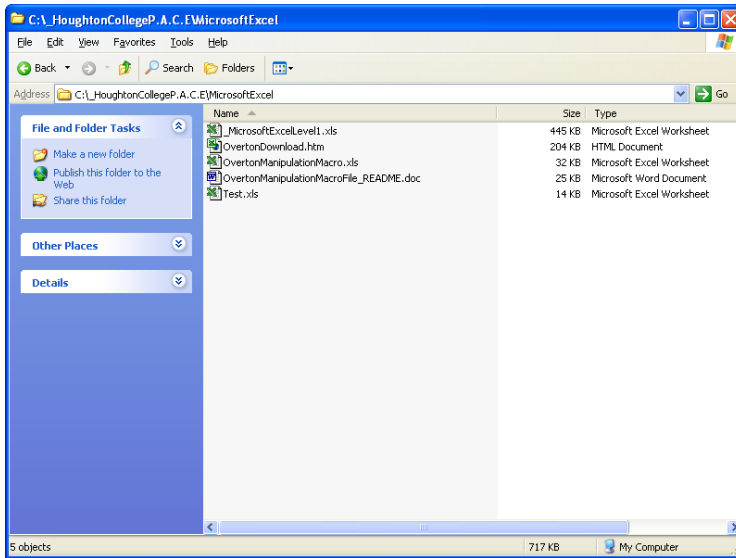 C:\_HoughtonCollegeP.A.C.E\MicrosoftExcel
File Edit View Favorites Tools Help
Back Search Folders
Address C:\_HoughtonCollegeP.A.C.E\MicrosoftExcel Go
File and Folder Tasks
Make a new folder
Publish this folder to the
Web
Share this folder
Other Places
Details
Name Size Type
_MicrosoftExcelLevel1.xls 445 KB Microsoft Excel Worksheet
OvertonDownload.htm 204 KB HTML Document
OvertonManipulationMacro.xls 32 KB Microsoft Excel Worksheet
OvertonManipulationMacroFile_README.doc 25 KB Microsoft Word Document
Test.xls 14 KB Microsoft Excel Worksheet
5 objects 717 KB My Computer